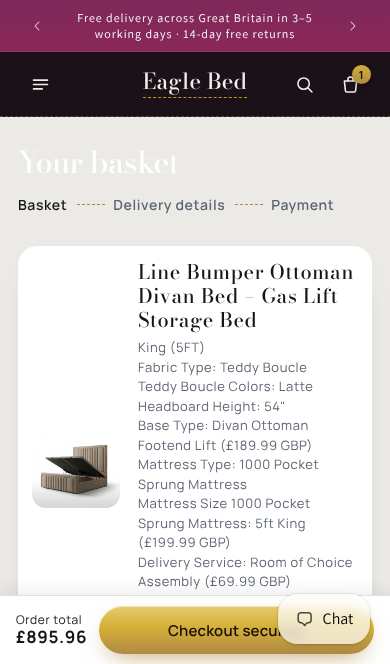 Free delivery across Great Britain in 3–5
working days · 14-day free returns
Eagle Bed
1
Your basket
Basket
Delivery details
Payment
Line Bumper Ottoman
Divan Bed – Gas Lift
Storage Bed
King (5FT)
Fabric Type: Teddy Boucle
Teddy Boucle Colors: Latte
Headboard Height: 54"
Base Type: Divan Ottoman
Footend Lift (£189.99 GBP)
Mattress Type: 1000 Pocket
Sprung Mattress
Mattress Size 1000 Pocket
Sprung Mattress: 5ft King
(£199.99 GBP)
Delivery Service: Room of Choice
Assembly (£69.99 GBP)
Order total
£895.96
Checkout
Chat